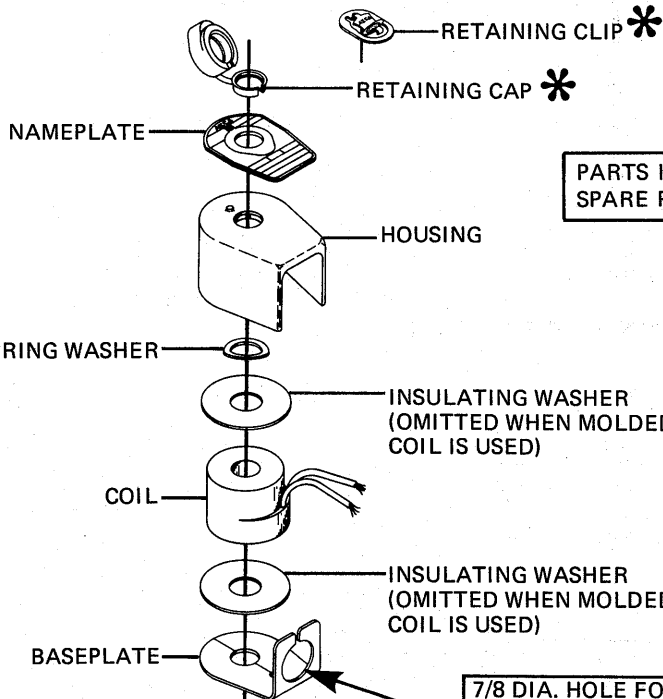 RETAINING CLIP *
RETAINING CAP *
NAMEPLATE
PARTS
SPARE
HOUSING
RING WASHER
INSULATING WASHER
(OMITTED WHEN MOLDED
COIL IS USED)
COIL
INSULATING WASHER
(OMITTED WHEN MOLDED
COIL IS USED)
BASEPLATE
7/8 DIA. HOLE FO